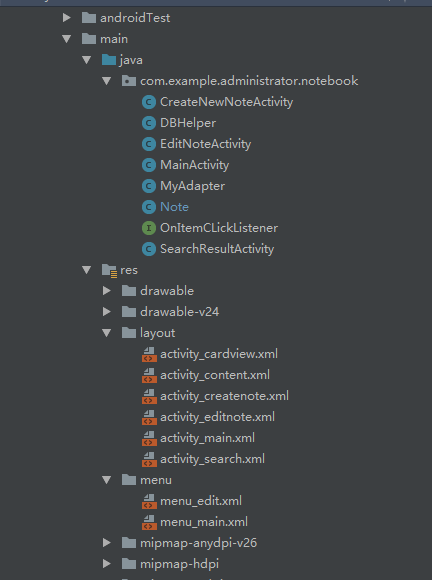 androidTest
main
java
com.example.administrator.notebook
CreateNewNoteActivity
DBHelper
EditNoteActivity
MainActivity
MyAdapter
Note
OnItemCLickListener
SearchResultActivity
res
drawable
drawable-v24
layout
activity_cardview.xml
activity_content.xml
activity_createnote.xml
activity_editnote.xml
activity_main.xml
activity_search.xml
menu
menu_edit.xml
menu_main.xml
mipmap-anydpi-v26
mipmap-hdpi